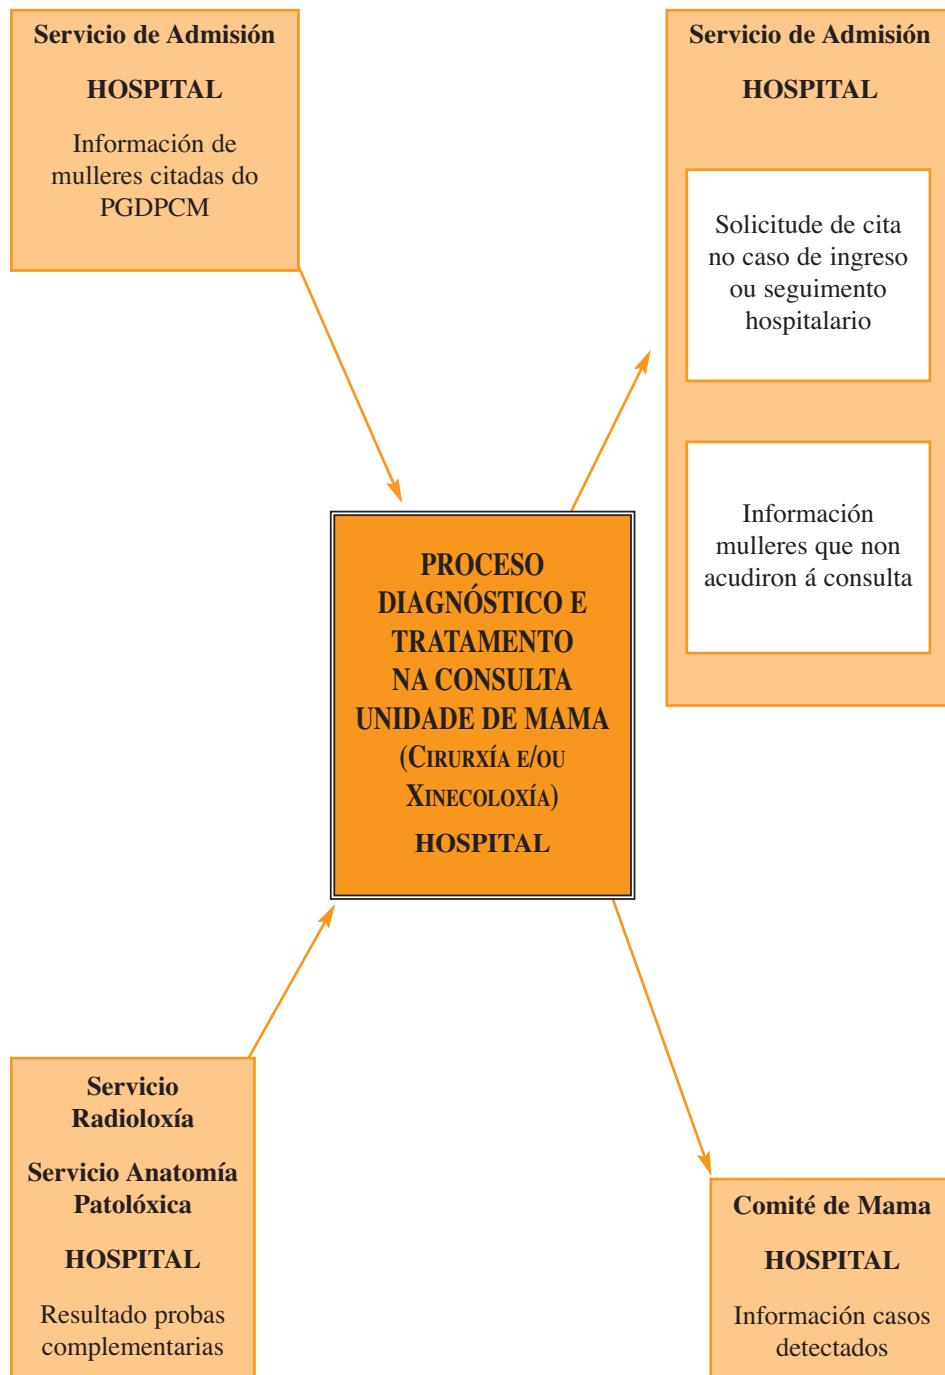 Servicio de Admisión
HOSPITAL
Información de
mulleres citadas do
PGDPCM
Servicio de Admisión
HOSPITAL
Solicitude de cita
no caso de ingreso
ou seguimento
hospitalario
Información
mulleres que non
acudiron á consulta
PROCESO
DIAGNÓSTICO E
TRATAMENTO
NA CONSULTA
UNIDADE DE MAMA
(CIRURXÍA E/OU
XINECOLOXÍA)
HOSPITAL
Servicio
Radioloxía
Servicio Anatomía
Patolóxica
HOSPITAL
Resultado probas
complementarias
Comité de Mama
HOSPITAL
Información casos
detectados